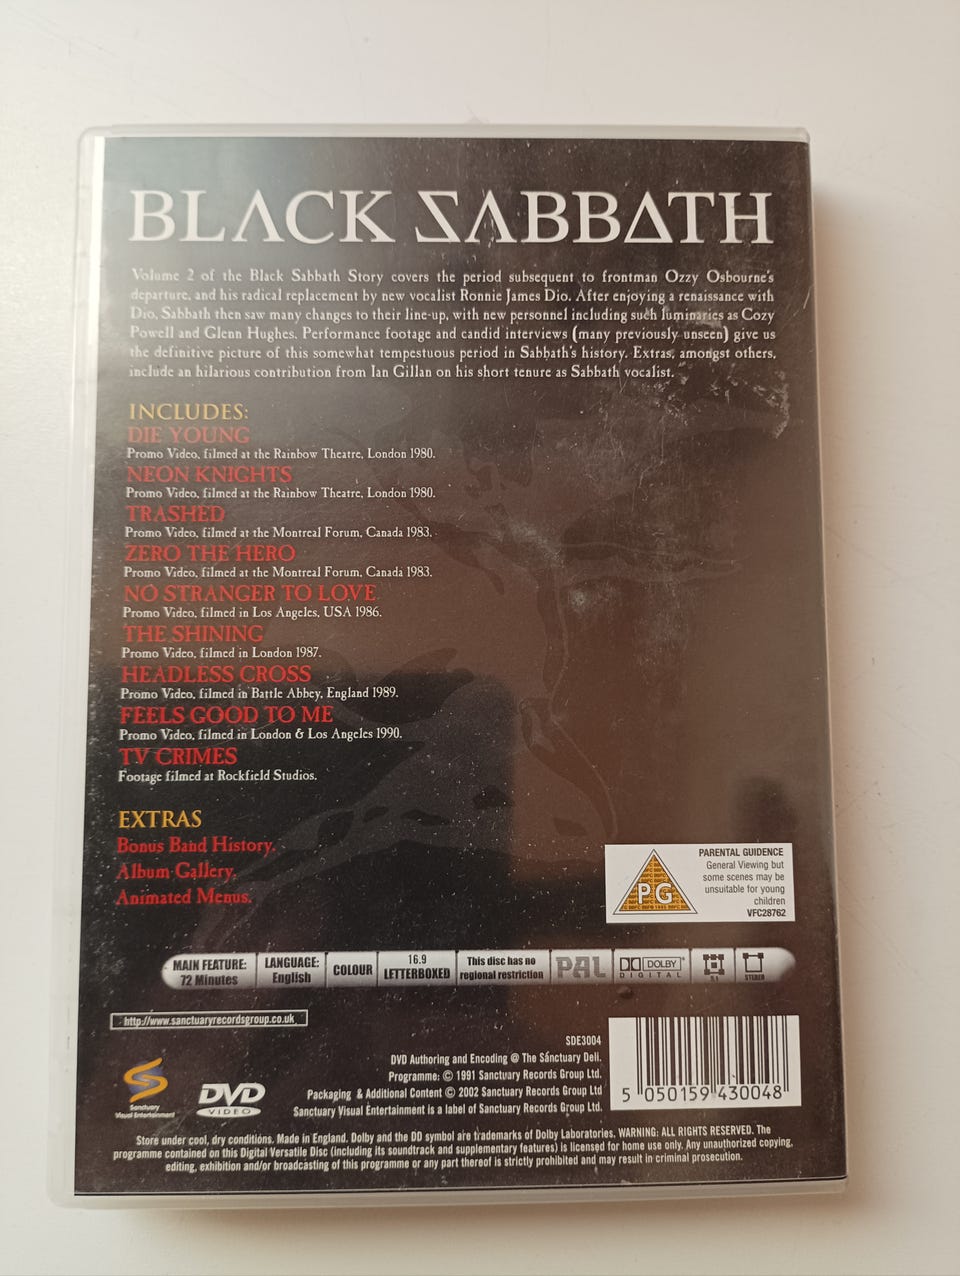 BLACK SABBATH
Volume 2 of the Black Sabbath Story covers the period subsequent to frontman Ozzy Osbourne's
departure, and his radical replacement by new vocalist Ronnie James Dio. After enjoying a renaissance with
Dio, Sabbath then saw many changes to their line-up, with new personnel including such luminaries as Cozy
Powell and Glenn Hughes. Performance footage and candid interviews (many previously unseen) give us
the definitive picture of this somewhat tempestuous period in Sabbath's history. Extras, amongst others,
include an hilarious contribution from Ian Gillan on his short tenure as Sabbath vocalist.
INCLUDES:
DIE YOUNG
Promo Video, filmed at the Rainbow Theatre, London 1980.
NEON KNIGHTS
Promo Video, filmed at the Rainbow Theatre, London 1980.
TRASHED
Promo Video, filmed at the Montreal Forum, Canada 1983.
ZERO THE HERO
Promo Video, filmed at the Montreal Forum, Canada 1983.
NO STRANGER TO LOVE
Promo Video, filmed in Los Angeles, USA 1986.
THE SHINING
Promo Video, filmed in London 1987.
HEADLESS CROSS
Promo Video, filmed in Battle Abbey, England 1989.
FEELS GOOD TO ME
Promo Video, filmed in London & Los Angeles 1990.
TV CRIMES
Footage filmed at Rockfield Studios.
EXTRAS
Bonus Band History.
Album Gallery.
Animated Menus.
PG
PARENTAL GUIDENCE
General Viewing but
some scenes may be
unsuitable for young
children
VFC28762
MAIN FEATURE:
72 Minutes
LANGUAGE:
English
COLOUR
16.9
LETTERBOXED
This disc has no
regional restriction
PAL
DOLBY
DIGITAL
5.1
STEREO
http://www.sanctuaryrecordsgroup.co.uk
Sanctuary
Visual Entertainment
DVD
VIDEO
SDE3004
DVD Authoring and Encoding @ The Sanctuary Deli.
Programme: © 1991 Sanctuary Records Group Ltd.
Packaging & Additional Content © 2002 Sanctuary Records Group Ltd
Sanctuary Visual Entertainment is a label of Sanctuary Records Group Ltd.
5 050159 430048
Store under cool, dry conditions. Made in England. Dolby and the DD symbol are trademarks of Dolby Laboratories. WARNING: ALL RIGHTS RESERVED. The
programme contained on this Digital Versatile Disc (including its soundtrack and supplementary features) is licensed for home use only. Any unauthorized copying,
editing, exhibition and/or broadcasting of this programme or any part thereof is strictly prohibited and may result in criminal prosecution.